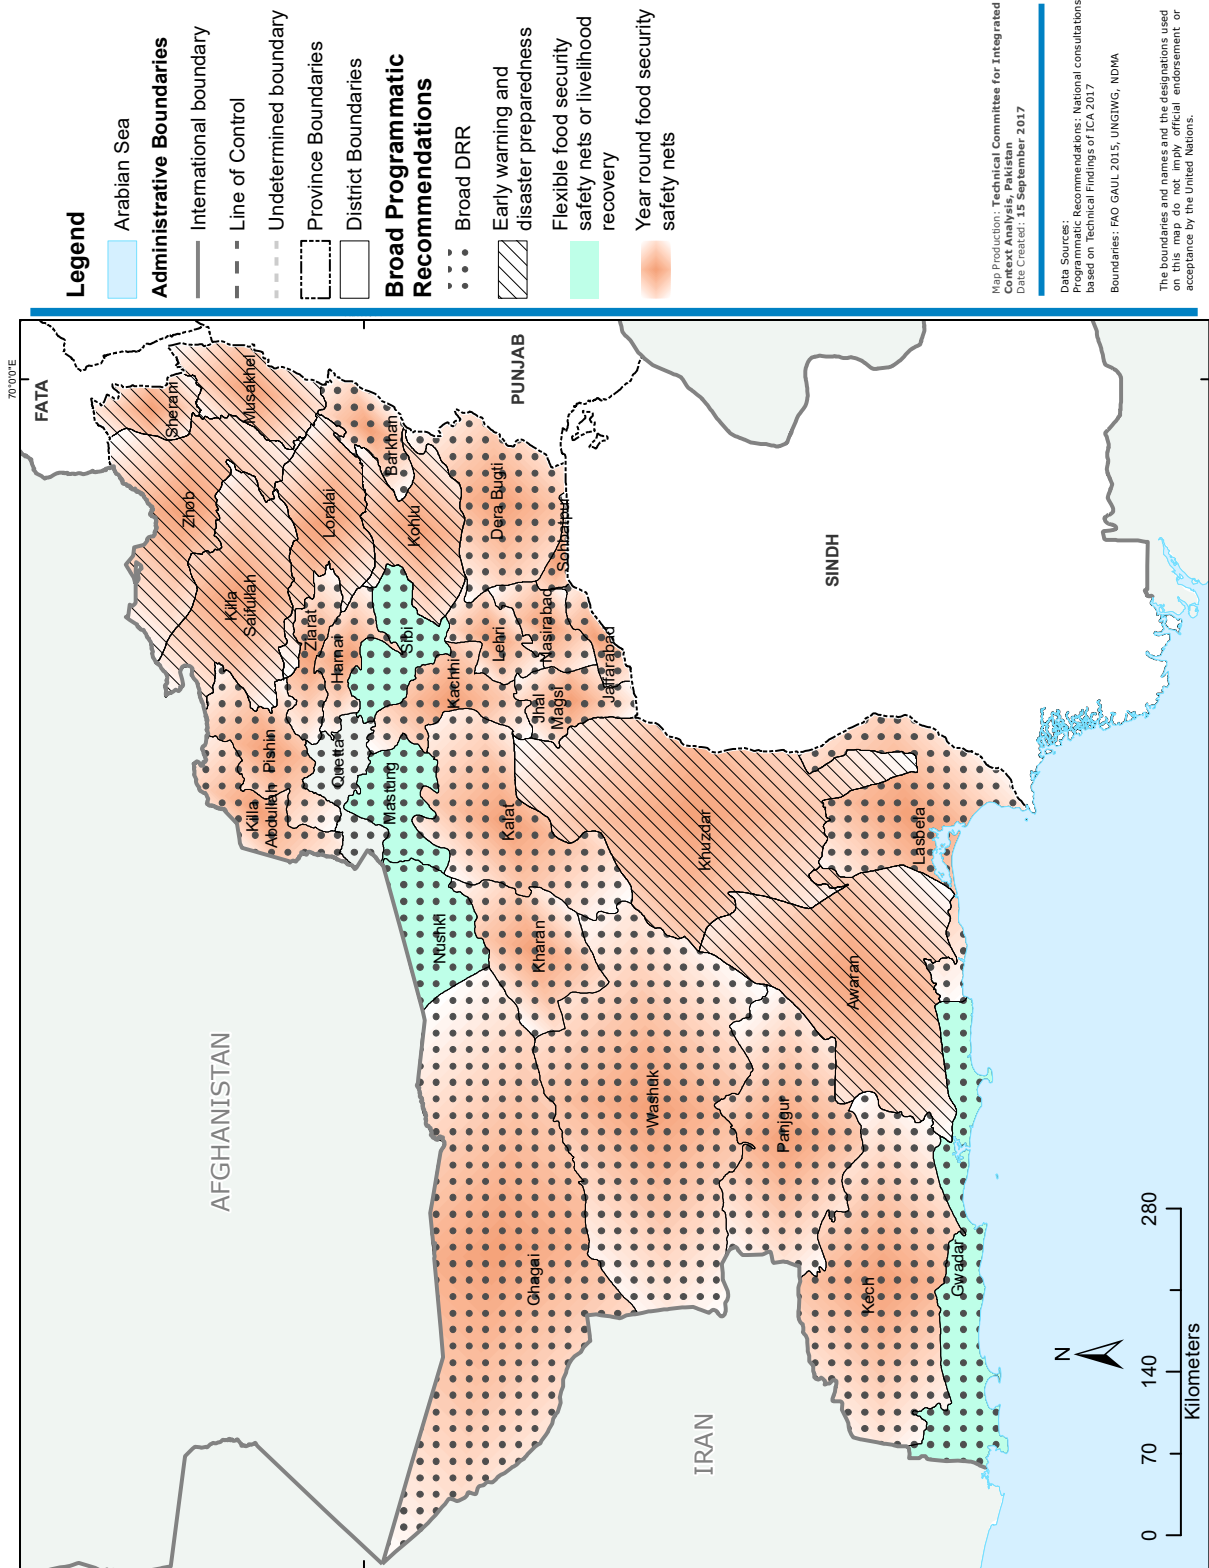 70°0'0"E
FATA
PUNJAB
SINDH
AFGHANISTAN
IRAN
Sherani
Musakhel
Zhob
Killa
Saifullah
Loralai
Barkhan
Kohlu
Dera Bugti
Sohbatpur
Ziarat
Harnai
Sibi
Lehri
Nasirabad
Jaffarabad
Kachhi
Jhal
Magsi
Pishin
Killa
Abdullah
Quetta
Mastung
Kalat
Khuzdar
Lasbela
Nushki
Kharan
Awaran
Washuk
Panjgur
Chagai
Kech
Gwadar
N
0 70 140 280
Kilometers
Legend
Arabian Sea
Administrative Boundaries
International boundary
Line of Control
Undetermined boundary
Province Boundaries
District Boundaries
Broad Programmatic
Recommendations
Broad DRR
Early warning and
disaster preparedness
Flexible food security
safety nets or livelihood
recovery
Year round food security
safety nets
Map Production: Technical Committee for Integrated
Context Analysis, Pakistan
Date Created: 15 September 2017
Data Sources:
Programmatic Recommendations: National consultations
based on Technical Findings of ICA 2017
Boundaries: FAO GAUL 2015, UNGIWG, NDMA
The boundaries and names and the designations used
on this map do not imply official endorsement or
acceptance by the United Nations.